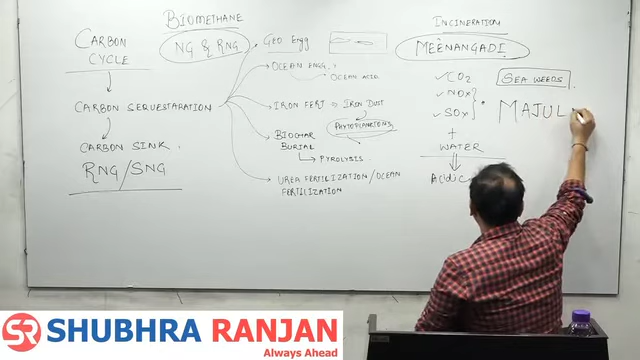 CARBON
CYCLE
CARBON SEQUESTARATION
CARBON SINK.
RNG/SNG
BIOMETHANE
NG & RNG
GEO ENGG
OCEAN ENGG.
OCEAN ACID
IRON FERT ⇒ IRON DUST
PHYTOPLANKTONS
BIOCHAR
BURIAL
PYROLYSIS
UREA FERTILIZATION/OCEAN
FERTILIZATION
INCINERATION
MEENANGADI
✓CO2
✓NOX
✓SOX
+
WATER
Acidic
SEA WEEDS
MAJUL
SR SHUBHRA RANJAN
Always Ahead